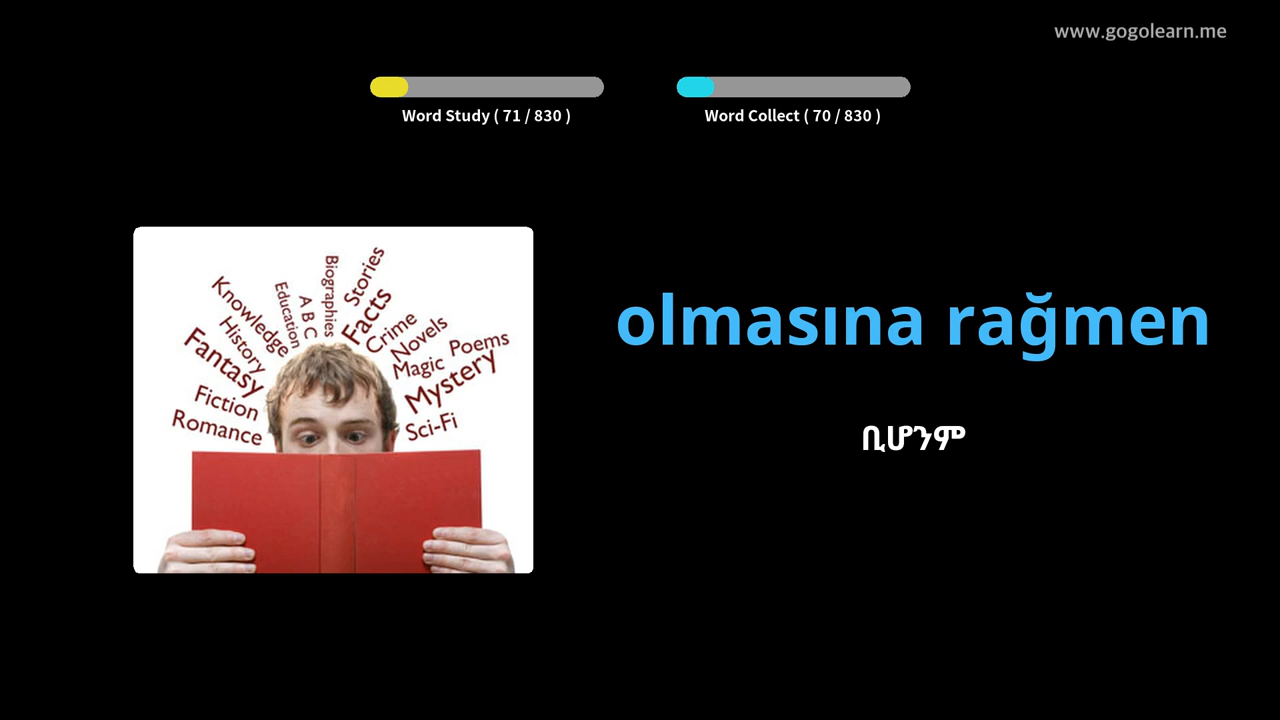 www.gogolearn.me
Word Study ( 71 / 830 )
Word Collect ( 70 / 830 )
Knowledge
Education
A B C
Biographies
Stories
Facts
History
Crime
Novels
Fantasy
Magic
Poems
Fiction
Mystery
Romance
Sci-Fi
olmasına rağmen
ቢሆንም